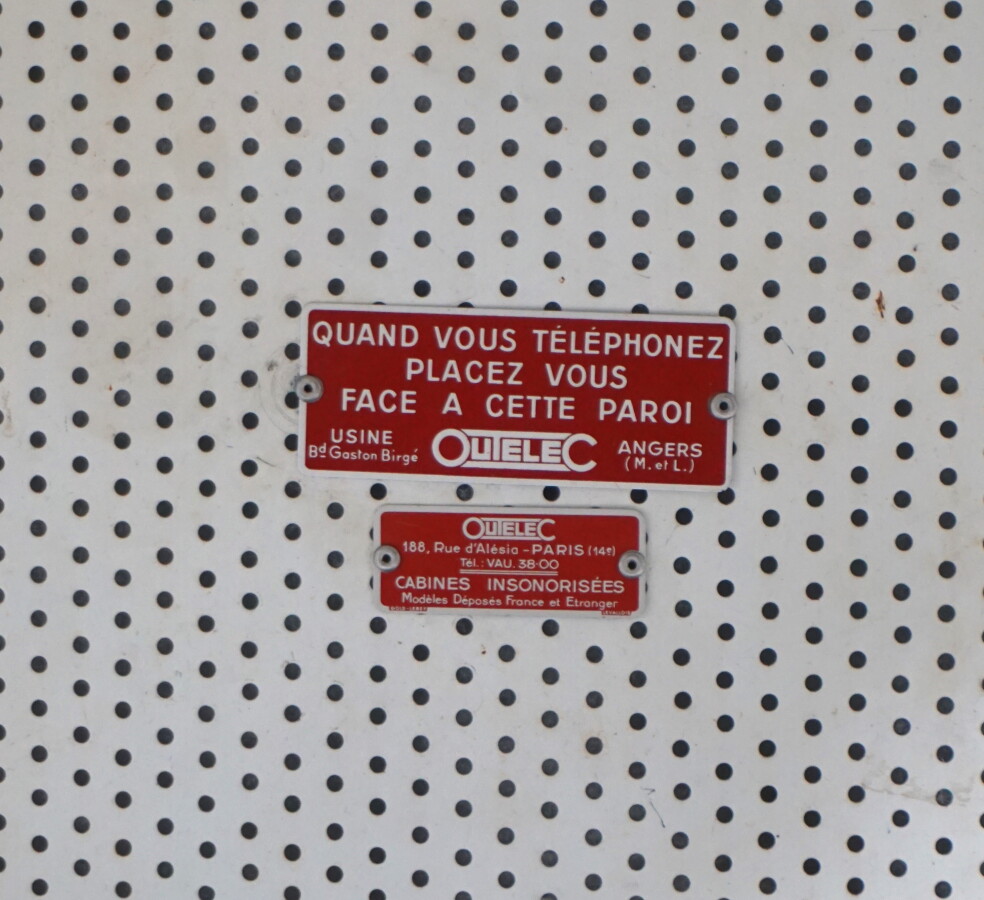 QUAND VOUS TÉLÉPHONEZ
PLACEZ VOUS
FACE A CETTE PAROI
USINE
Bd Gaston Birgé
OUTELEC
ANGERS
(M. et L.)
OUTELEC
188, Rue d'Alésia - PARIS (14e)
Tél.: VAU. 38-00
CABINES INSONORISÉES
Modèles Déposés France et Etranger